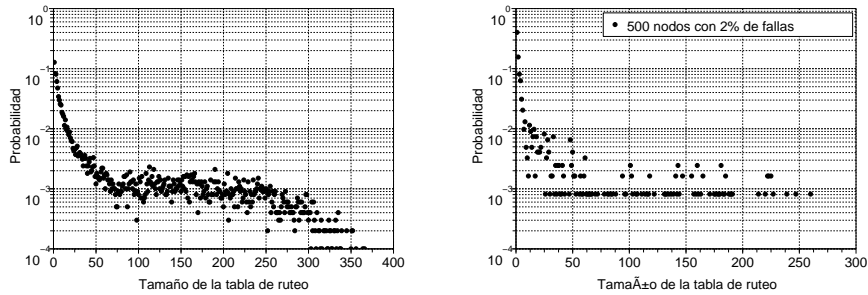 10 0
10 −1
10 −2
10 −3
10 −4
Probabilidad
0 50 100 150 200 250 300 350 400
Tamaño de la tabla de ruteo
10 0
10 −1
10 −2
10 −3
10 −4
Probabilidad
500 nodos con 2% de fallas
0 50 100 150 200 250 300
TamaÃ±o de la tabla de ruteo